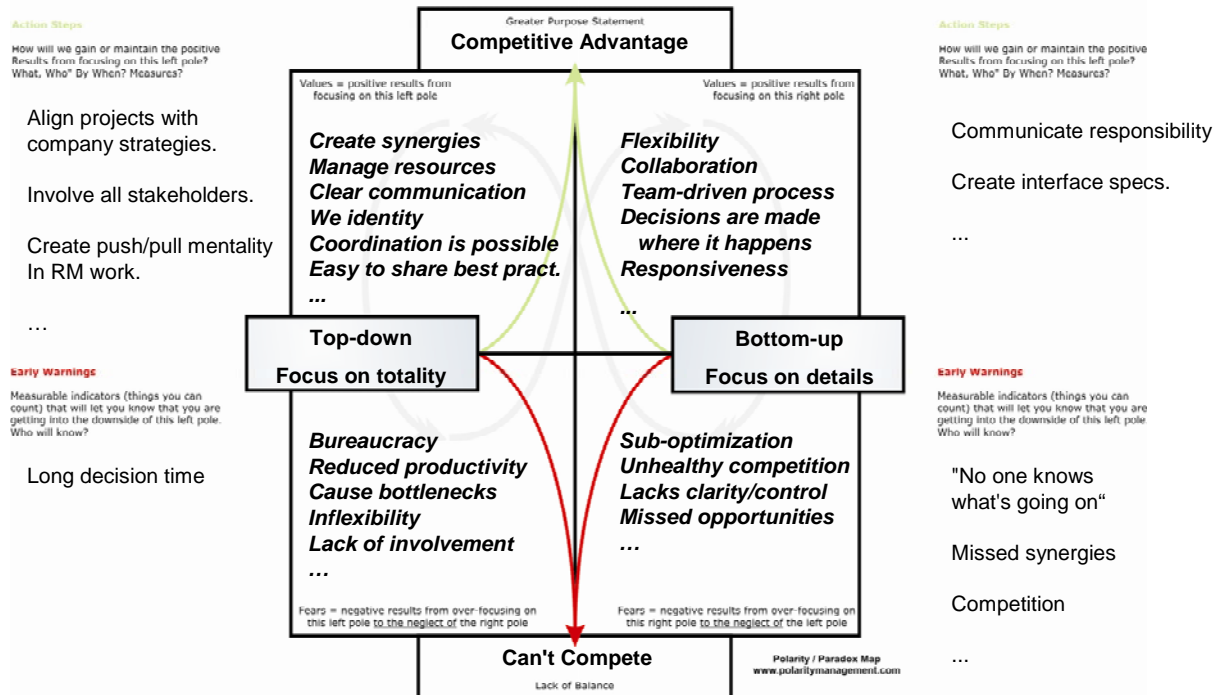 Action Steps
How will we gain or maintain the positive
Results from focusing on this left pole?
What, Who" By When? Measures?
Align projects with
company strategies.
Involve all stakeholders.
Create push/pull mentality
In RM work.
…
Early Warnings
Measurable indicators (things you can
count) that will let you know that you are
getting into the downside of this left pole.
Who will know?
Long decision time
Greater Purpose Statement
Competitive Advantage
Values = positive results from
focusing on this left pole
Create synergies
Manage resources
Clear communication
We identity
Coordination is possible
Easy to share best pract.
...
Values = positive results from
focusing on this right pole
Flexibility
Collaboration
Team-driven process
Decisions are made
where it happens
Responsiveness
...
Top-down
Focus on totality
Bottom-up
Focus on details
Bureaucracy
Reduced productivity
Cause bottlenecks
Inflexibility
Lack of involvement
…
Fears = negative results from over-focusing on
this left pole to the neglect of the right pole
Sub-optimization
Unhealthy competition
Lacks clarity/control
Missed opportunities
…
Fears = negative results from over-focusing on
this right pole to the neglect of the left pole
Can't Compete
Lack of Balance
Polarity / Paradox Map
www.polaritymanagement.com
Action Steps
How will we gain or maintain the positive
Results from focusing on this left pole?
What, Who" By When? Measures?
Communicate responsibility
Create interface specs.
...
Early Warnings
Measurable indicators (things you can
count) that will let you know that you are
getting into the downside of this left pole
Who will know?
"No one knows
what's going on“
Missed synergies
Competition
...